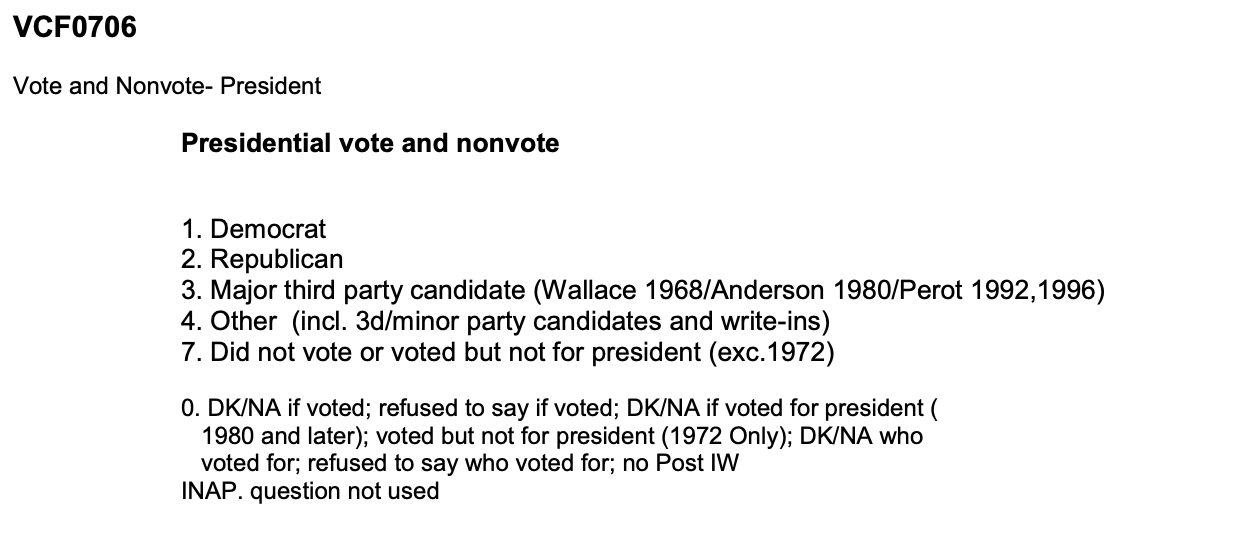 VCF0706
Vote and Nonvote- President
Presidential vote and nonvote
1. Democrat
2. Republican
3. Major third party candidate (Wallace 1968/Anderson 1980/Perot 1992,1996)
4. Other  (incl. 3d/minor party candidates and write-ins)
7. Did not vote or voted but not for president (exc.1972)
0. DK/NA if voted; refused to say if voted; DK/NA if voted for president (
1980 and later); voted but not for president (1972 Only); DK/NA who
voted for; refused to say who voted for; no Post IW
INAP. question not used